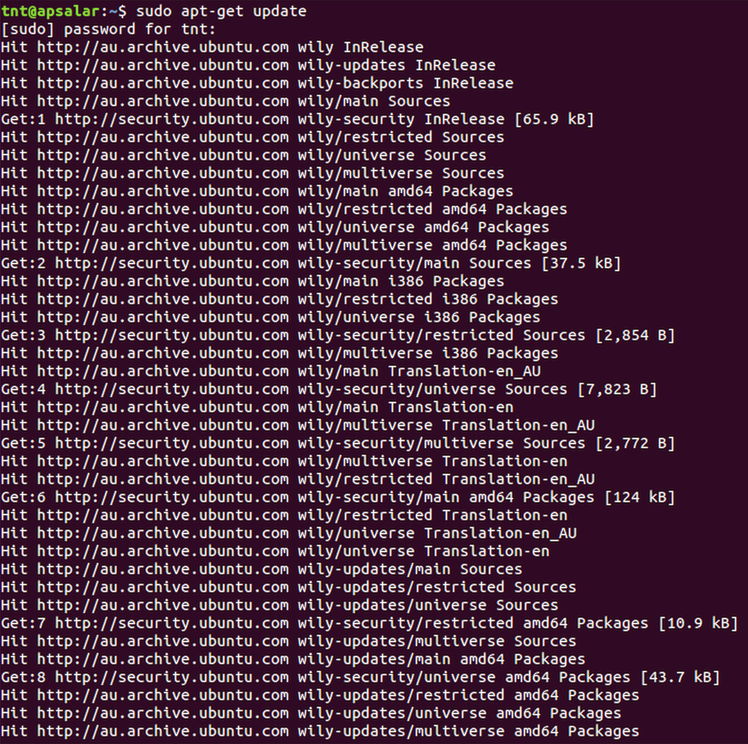 tnt@apsalar:~$ sudo apt-get update
[sudo] password for tnt:
Hit http://au.archive.ubuntu.com wily InRelease
Hit http://au.archive.ubuntu.com wily-updates InRelease
Hit http://au.archive.ubuntu.com wily-backports InRelease
Hit http://au.archive.ubuntu.com wily/main Sources
Get:1 http://security.ubuntu.com wily-security InRelease [65.9 kB]
Hit http://au.archive.ubuntu.com wily/restricted Sources
Hit http://au.archive.ubuntu.com wily/universe Sources
Hit http://au.archive.ubuntu.com wily/multiverse Sources
Hit http://au.archive.ubuntu.com wily/main amd64 Packages
Hit http://au.archive.ubuntu.com wily/restricted amd64 Packages
Hit http://au.archive.ubuntu.com wily/universe amd64 Packages
Hit http://au.archive.ubuntu.com wily/multiverse amd64 Packages
Get:2 http://security.ubuntu.com wily-security/main Sources [37.5 kB]
Hit http://au.archive.ubuntu.com wily/main i386 Packages
Hit http://au.archive.ubuntu.com wily/restricted i386 Packages
Hit http://au.archive.ubuntu.com wily/universe i386 Packages
Get:3 http://security.ubuntu.com wily-security/restricted Sources [2,854 B]
Hit http://au.archive.ubuntu.com wily/multiverse i386 Packages
Hit http://au.archive.ubuntu.com wily/main Translation-en_AU
Get:4 http://security.ubuntu.com wily-security/universe Sources [7,823 B]
Hit http://au.archive.ubuntu.com wily/main Translation-en
Hit http://au.archive.ubuntu.com wily/multiverse Translation-en_AU
Get:5 http://security.ubuntu.com wily-security/multiverse Sources [2,772 B]
Hit http://au.archive.ubuntu.com wily/multiverse Translation-en
Hit http://au.archive.ubuntu.com wily/restricted Translation-en_AU
Get:6 http://security.ubuntu.com wily-security/main amd64 Packages [124 kB]
Hit http://au.archive.ubuntu.com wily/restricted Translation-en
Hit http://au.archive.ubuntu.com wily/universe Translation-en_AU
Hit http://au.archive.ubuntu.com wily/universe Translation-en
Hit http://au.archive.ubuntu.com wily-updates/main Sources
Hit http://au.archive.ubuntu.com wily-updates/restricted Sources
Hit http://au.archive.ubuntu.com wily-updates/universe Sources
Get:7 http://security.ubuntu.com wily-security/restricted amd64 Packages [10.9 kB]
Hit http://au.archive.ubuntu.com wily-updates/multiverse Sources
Hit http://au.archive.ubuntu.com wily-updates/main amd64 Packages
Get:8 http://security.ubuntu.com wily-security/universe amd64 Packages [43.7 kB]
Hit http://au.archive.ubuntu.com wily-updates/restricted amd64 Packages
Hit http://au.archive.ubuntu.com wily-updates/universe amd64 Packages
Hit http://au.archive.ubuntu.com wily-updates/multiverse amd64 Packages